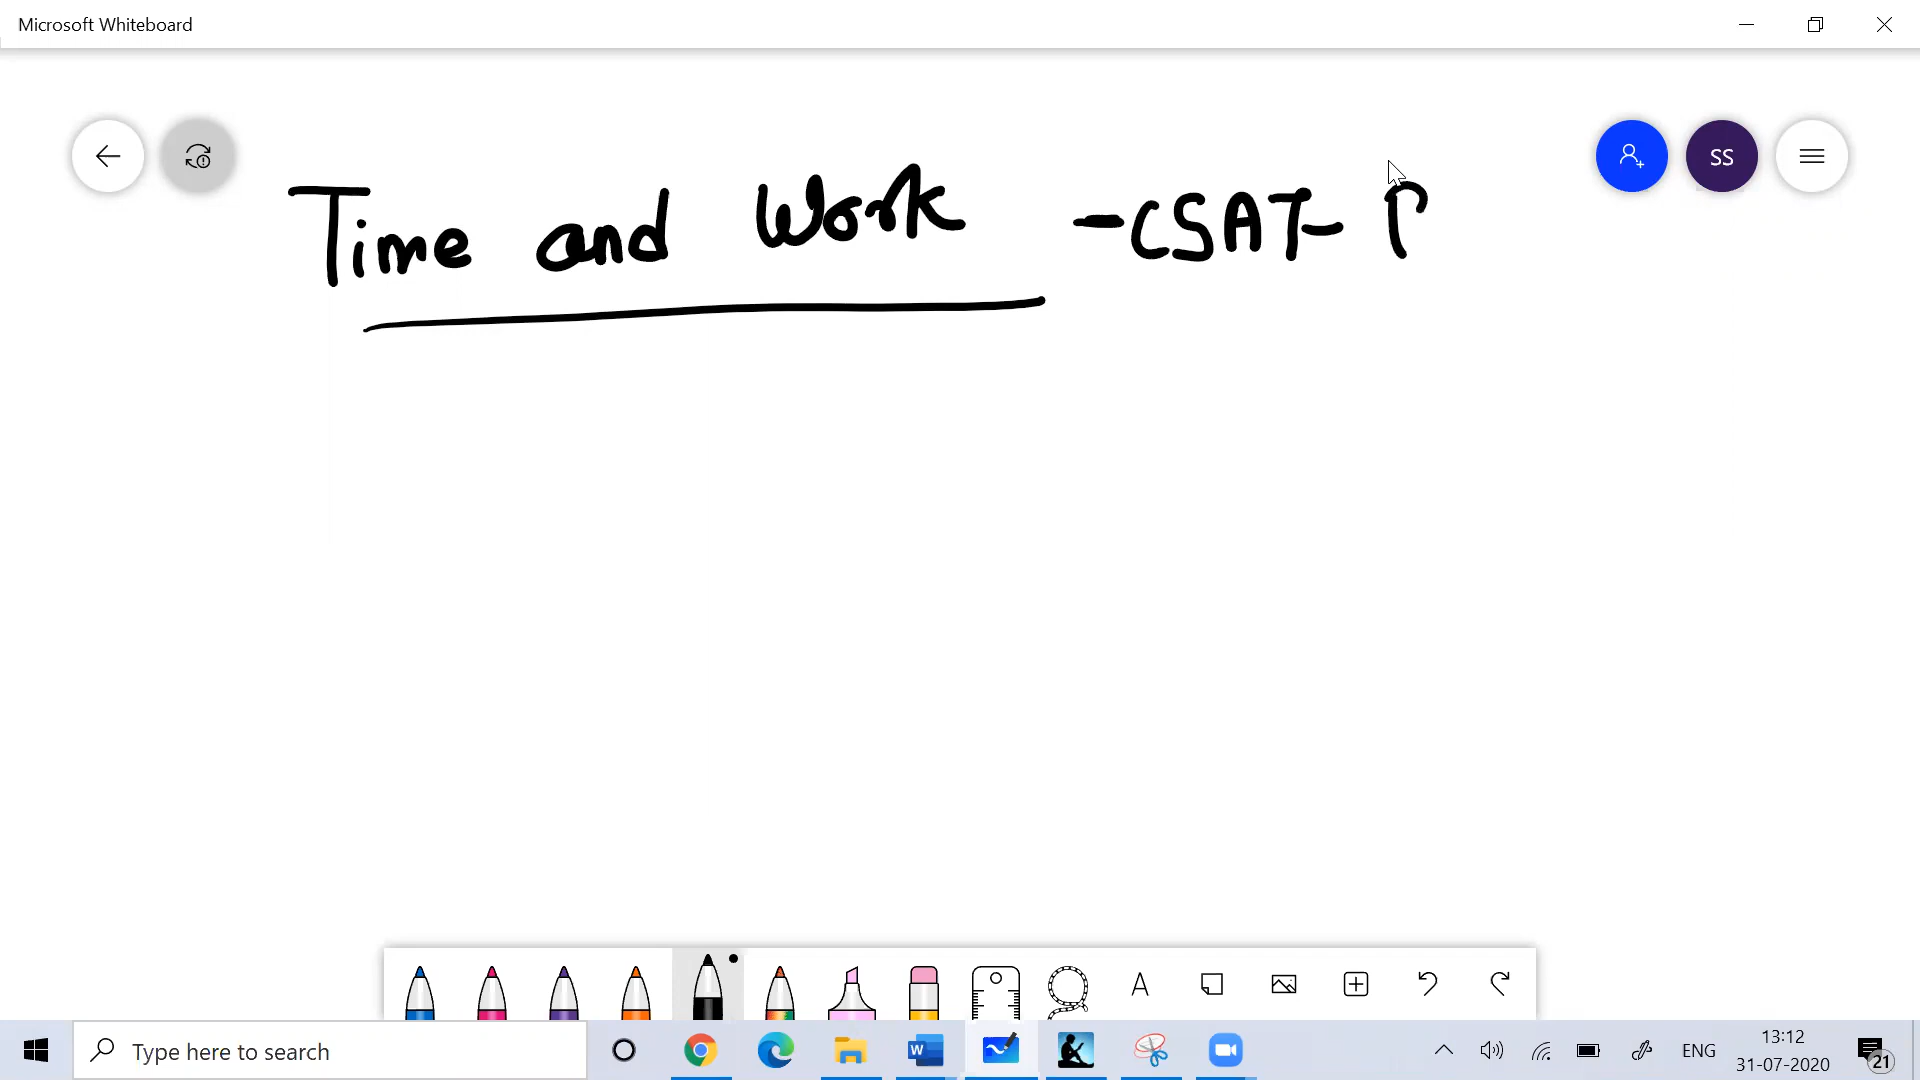 Microsoft Whiteboard
SS
Time and Work - CSAT -
A
Type here to search
W
ENG
13:12
31-07-2020
21